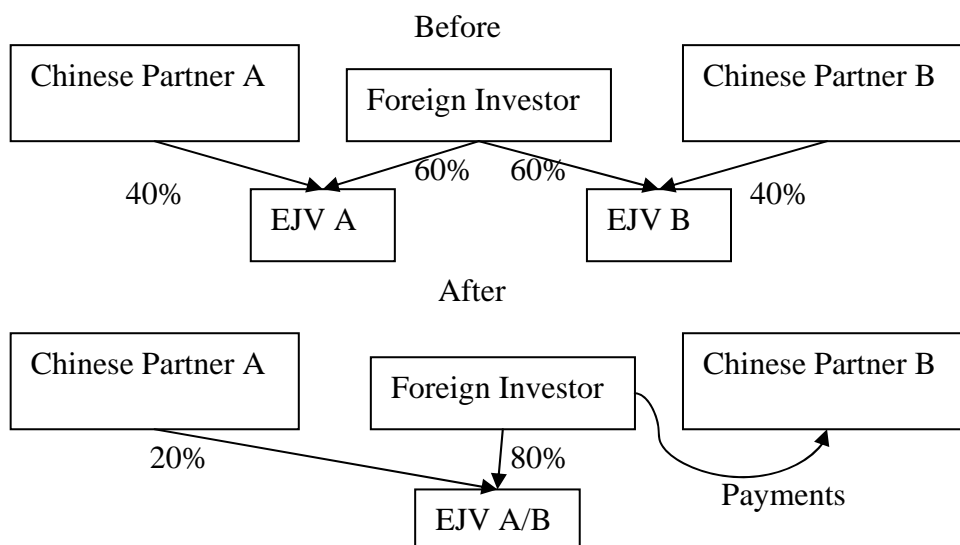 Before
Chinese Partner A
Foreign Investor
Chinese Partner B
40%
60%
60%
40%
EJV A
EJV B
After
Chinese Partner A
Foreign Investor
Chinese Partner B
20%
80%
Payments
EJV A/B